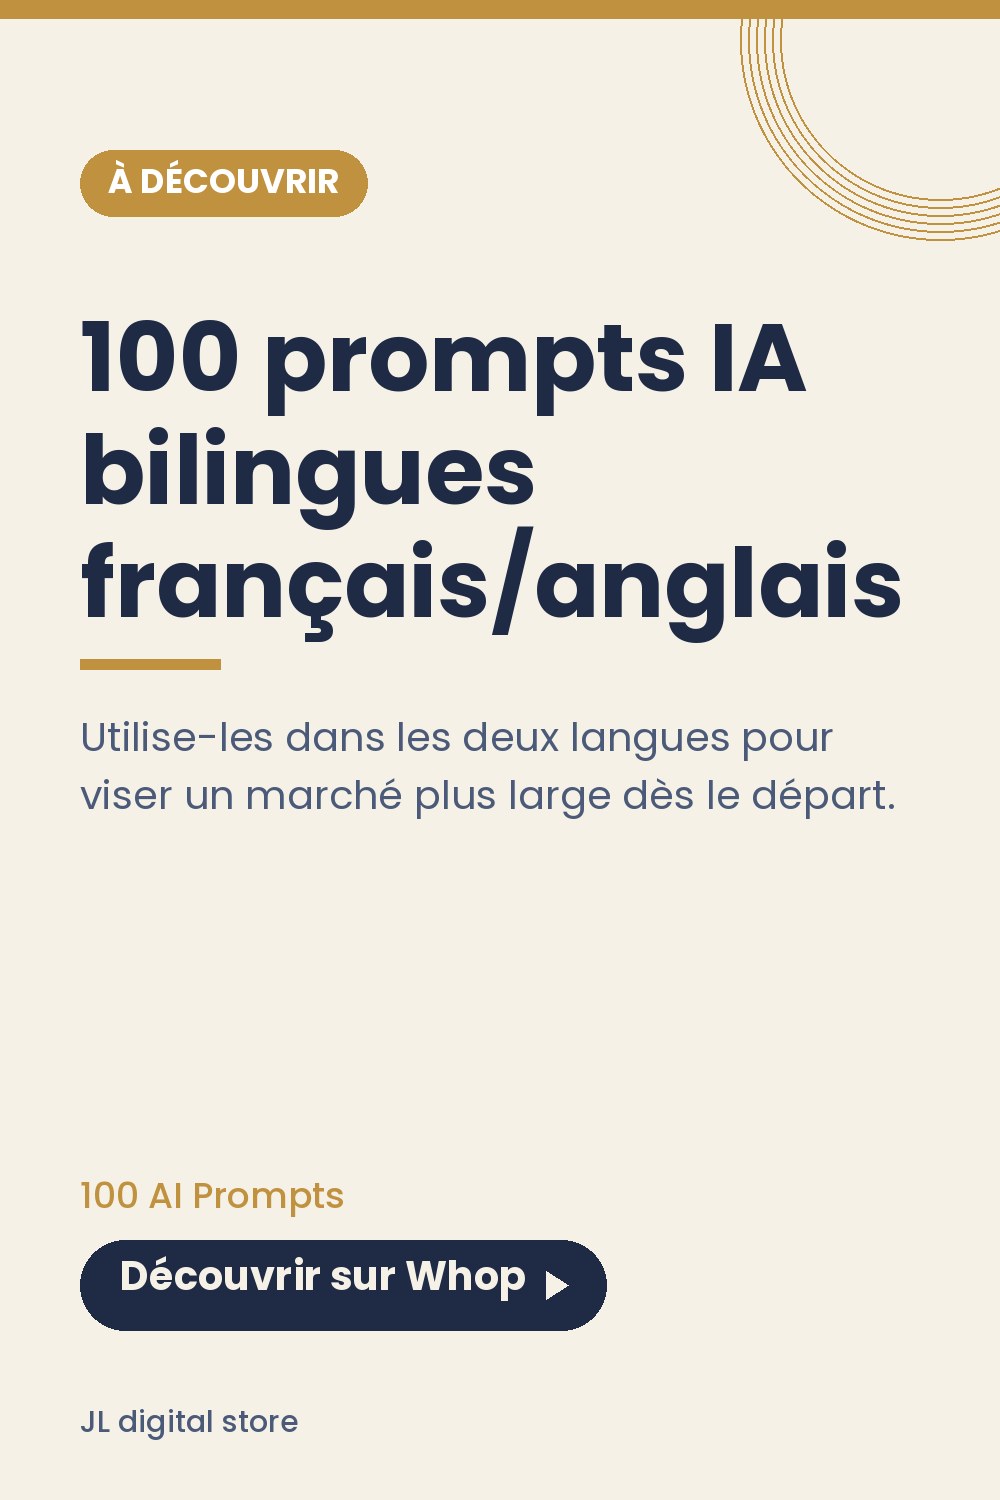 À DÉCOUVRIR
100 prompts IA
bilingues
français/anglais
Utilise-les dans les deux langues pour
viser un marché plus large dès le départ.
100 AI Prompts
Découvrir sur Whop
JL digital store